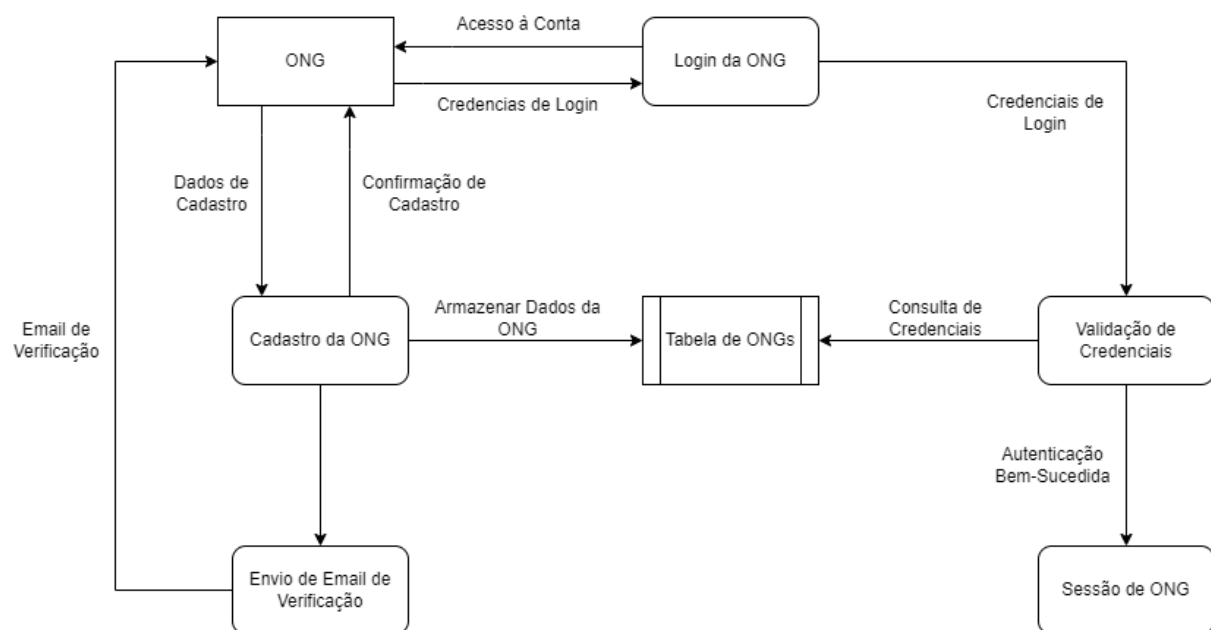 Acesso à Conta
ONG
Login da ONG
Credencias de Login
Credenciais de
Login
Dados de
Cadastro
Confirmação de
Cadastro
Email de
Verificação
Cadastro da ONG
Armazenar Dados da
ONG
Tabela de ONGs
Consulta de
Credenciais
Validação de
Credenciais
Autenticação
Bem-Sucedida
Envio de Email de
Verificação
Sessão de ONG